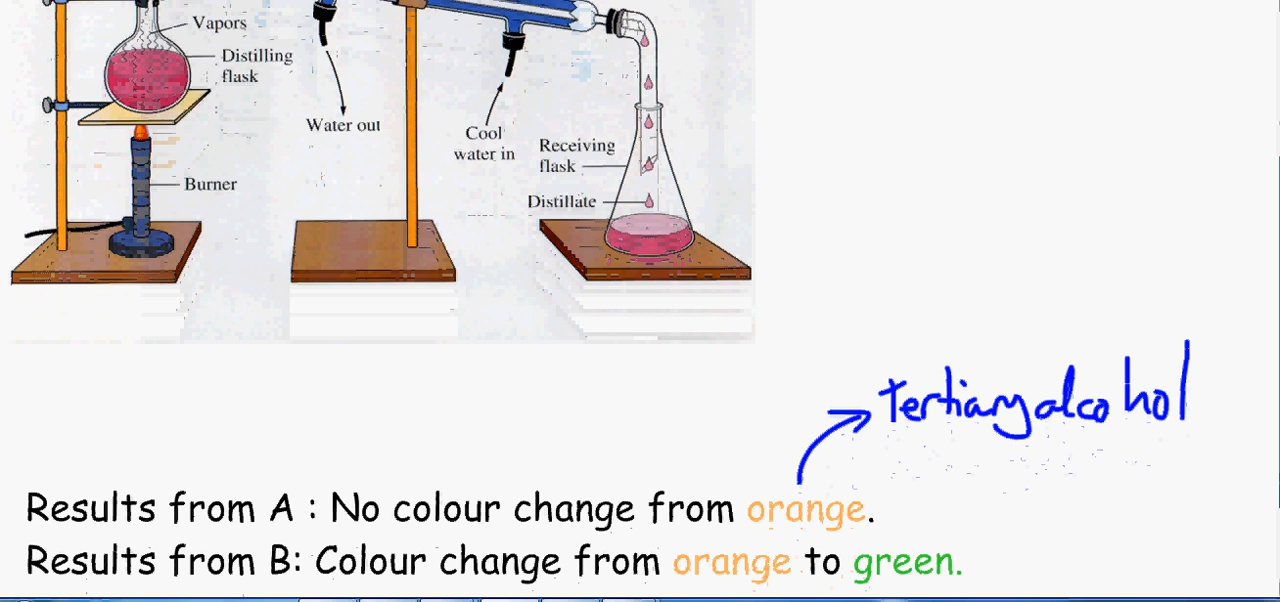 Vapors
Distilling
flask
Water out
Cool
water in
Receiving
flask
Distillate
Burner
tertiary alcohol
Results from A : No colour change from orange.
Results from B: Colour change from orange to green.